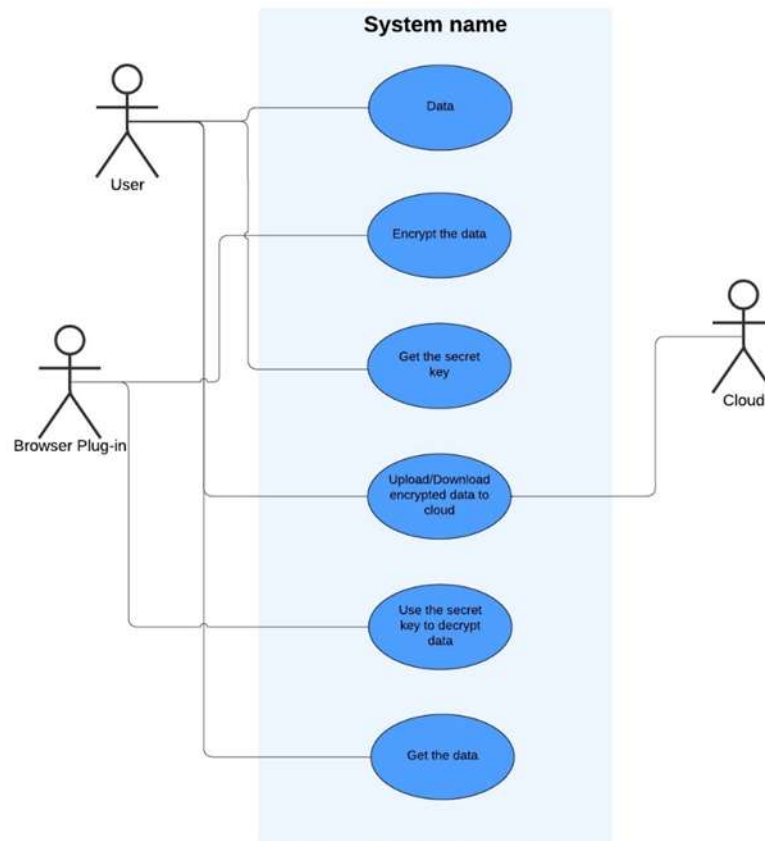 System name
Data
User
Encrypt the data
Get the secret
key
Browser Plug-in
Cloud
Upload/Download
encrypted data to
cloud
Use the secret
key to decrypt
data
Get the data